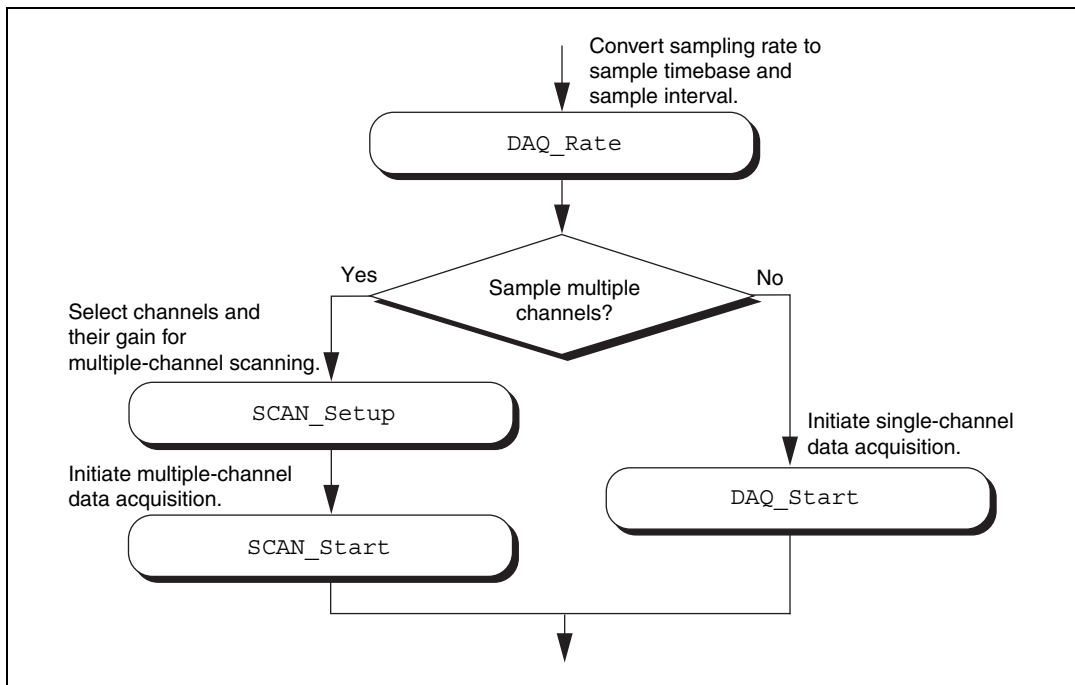 Convert sampling rate to
sample timebase and
sample interval.
DAQ_Rate
Yes
No
Sample multiple
channels?
Select channels and
their gain for
multiple-channel scanning.
SCAN_Setup
Initiate single-channel
data acquisition.
Initiate multiple-channel
data acquisition.
DAQ_Start
SCAN_Start